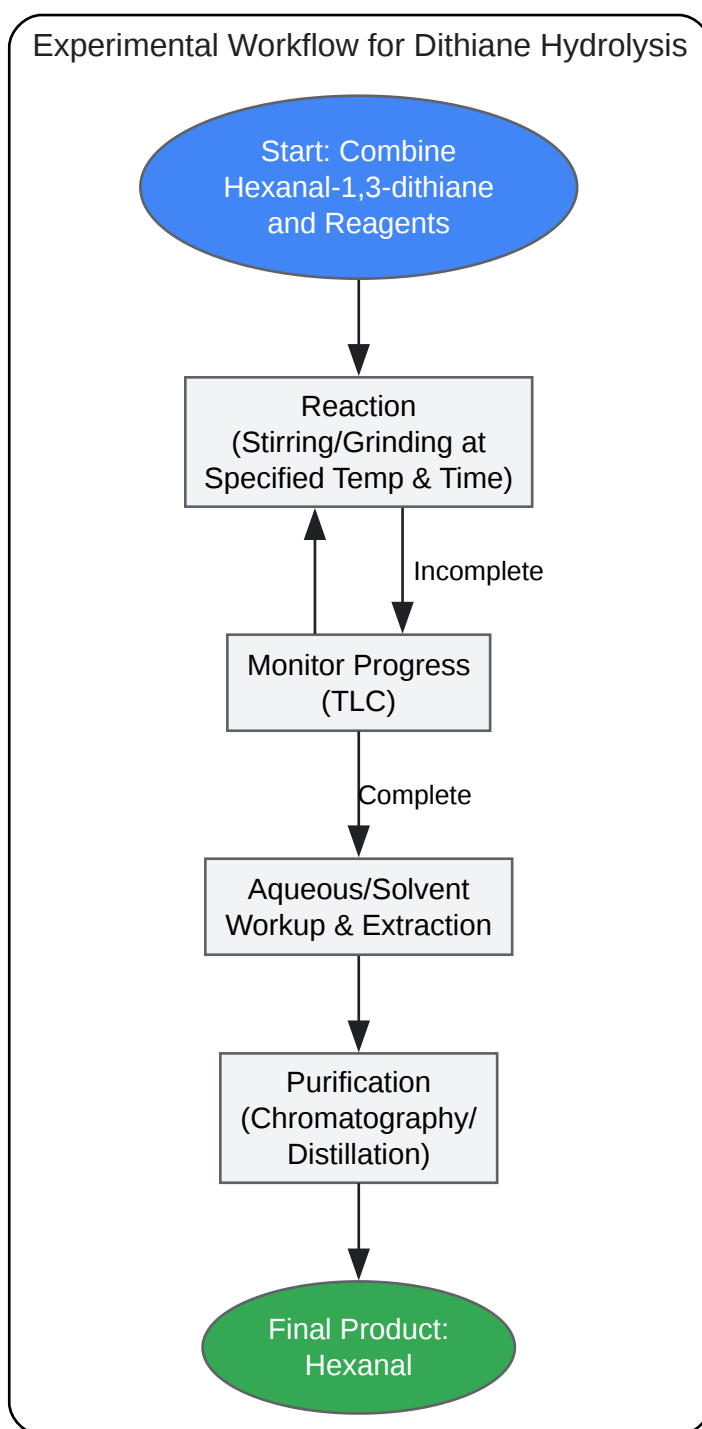 Experimental Workflow for Dithiane Hydrolysis
Start: Combine
Hexanal-1,3-dithiane
and Reagents
Reaction
(Stirring/Grinding at
Specified Temp & Time)
Incomplete
Monitor Progress
(TLC)
Complete
Aqueous/Solvent
Workup & Extraction
Purification
(Chromatography/
Distillation)
Final Product:
Hexanal